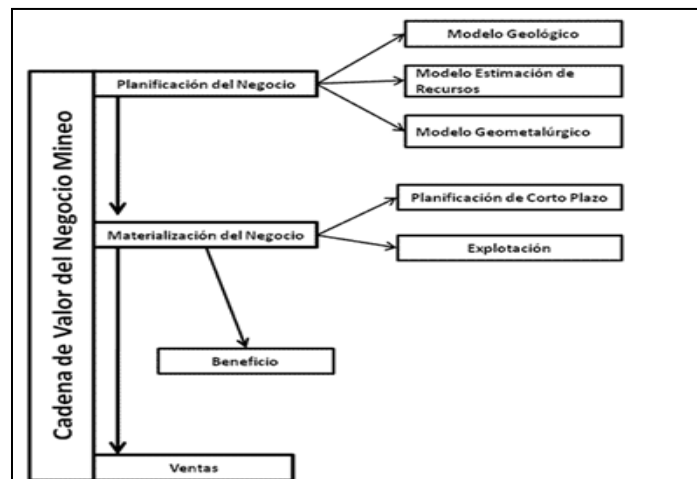 Cadena de Valor del Negocio Mineo
Planificación del Negocio
Modelo Geológico
Modelo Estimación de
Recursos
Modelo Geometalúrgico
Materialización del Negocio
Planificación de Corto Plazo
Explotación
Beneficio
Ventas